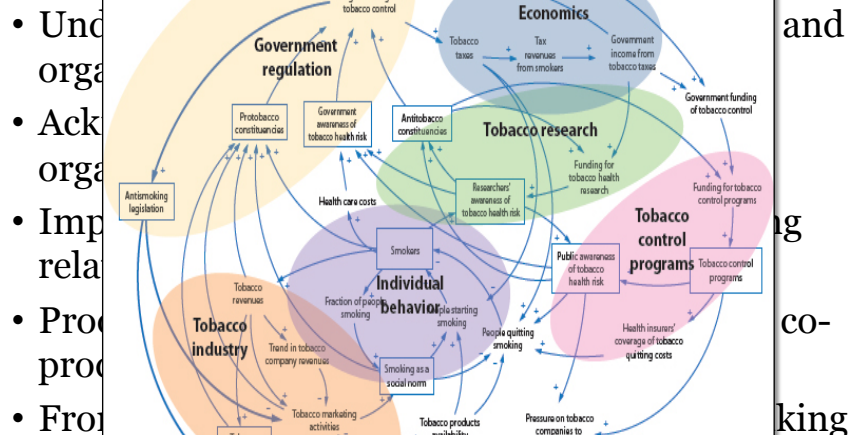 • Und
and
orga
• Ack
orga
• Imp
ng
rela
• Proc
co-
proc
• Fron
king
tobacco control
Economics
Government
regulation
Tobacco
taxes
Tax
revenues
from smokers
Government
income from
tobacco taxes
Government funding
of tobacco control
Protobacco
constituencies
Government
awareness of
tobacco health risk
Antitobacco
constituencies
Tobacco research
Funding for
tobacco health
research
Funding for tobacco
control programs
Antismoking
legislation
Health care costs
Researchers'
awareness of
tobacco health risk
Tobacco
control
programs
Smokers
Public awareness
of tobacco
health risk
Tobacco control
programs
Individual
behavior
Tobacco
revenues
Fraction of people
smoking
People starting
smoking
Tobacco
industry
People quitting
smoking
Health insurers'
coverage of tobacco
quitting costs
Trend in tobacco
company revenues
Smoking as a
social norm
Tobacco marketing
activities
Tobacco products
availability
Pressure on tobacco
companies to